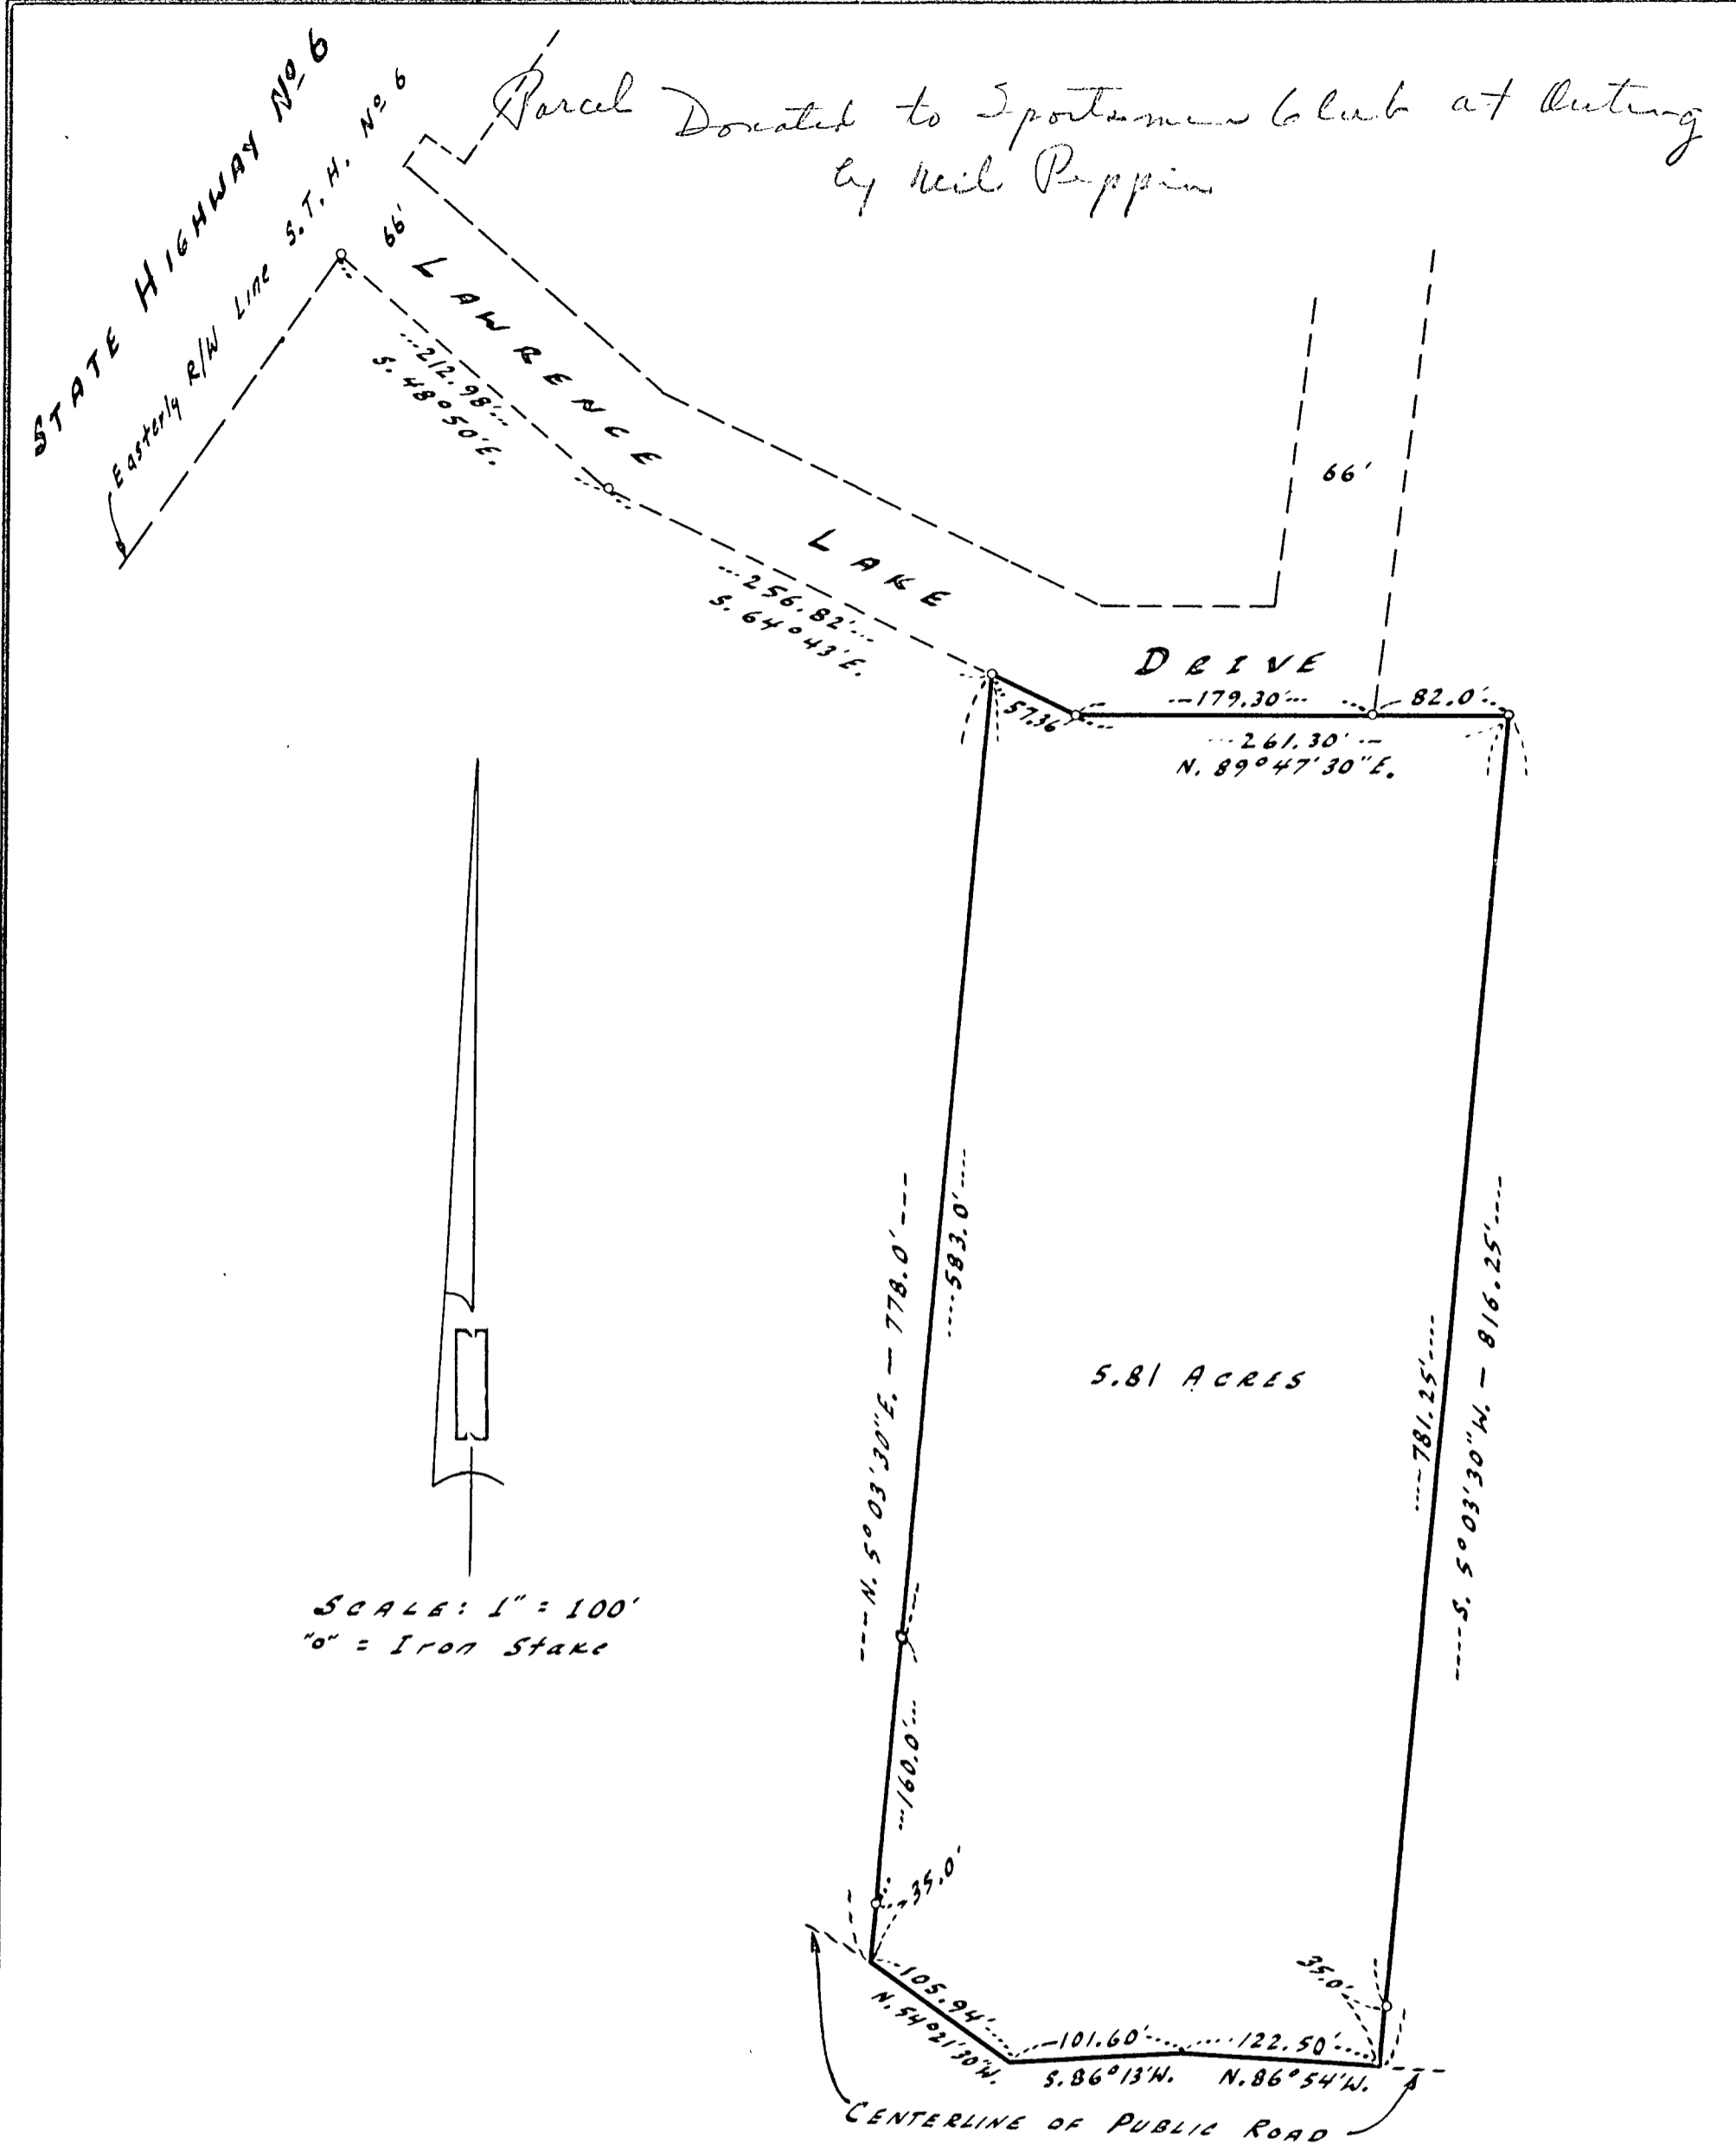 Parcel Donated to Sportsmen Club at Outing
by Neil Peppin
STATE HIGHWAY Nº 6
Easterly R/W Line S.T.H. Nº 6
66'
LAWRENCE LAKE DRIVE
212.98'
S. 48°50'E.
256.82'
S. 64°43'E.
66'
57.36
179.30'
82.0'
261.30'
N. 89°47'30"E.
N. 5°03'30"E. — 778.0'
583.0'
5.81 ACRES
781.25'
S. 5°03'30"W. — 816.25'
SCALE: 1" = 100'
"o" = Iron Stake
160.0'
35.0'
35.0'
105.94'
N. 54°21'30"W.
101.60'
S. 86°13'W.
122.50'
N. 86°54'W.
CENTERLINE OF PUBLIC ROAD